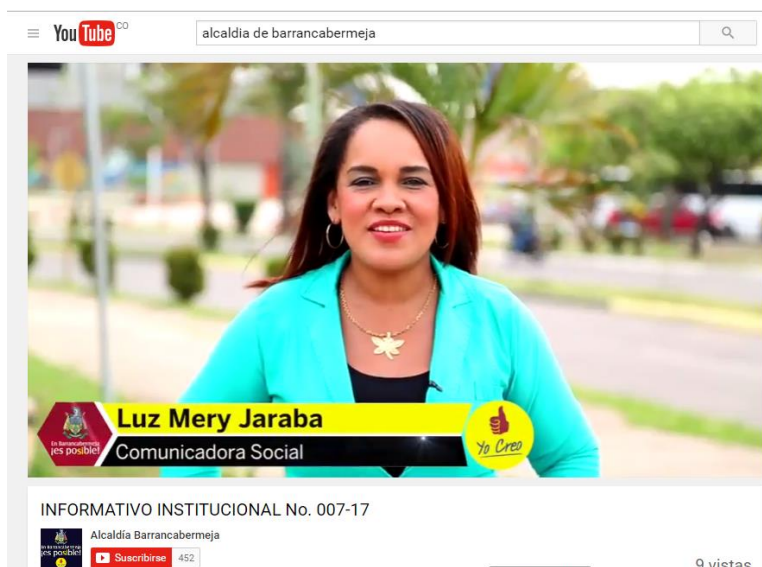 YouTube CO
alcaldia de barrancabermeja
Luz Mery Jaraba
Comunicadora Social
En Barrancabermeja
¡es posible!
Yo Creo
INFORMATIVO INSTITUCIONAL No. 007-17
Alcaldía Barrancabermeja
Suscribirse 452
9 vistas